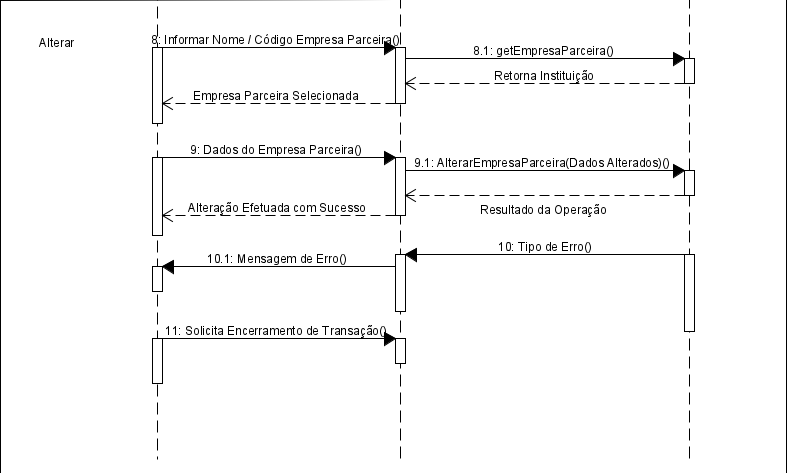 Alterar
8: Informar Nome / Código Empresa Parceira()
8.1: getEmpresaParceira()
Retorna Instituição
Empresa Parceira Selecionada
9: Dados do Empresa Parceira()
9.1: AlterarEmpresaParceira(Dados Alterados)()
Alteração Efetuada com Sucesso
Resultado da Operação
10: Tipo de Erro()
10.1: Mensagem de Erro()
11: Solicita Encerramento de Transação()